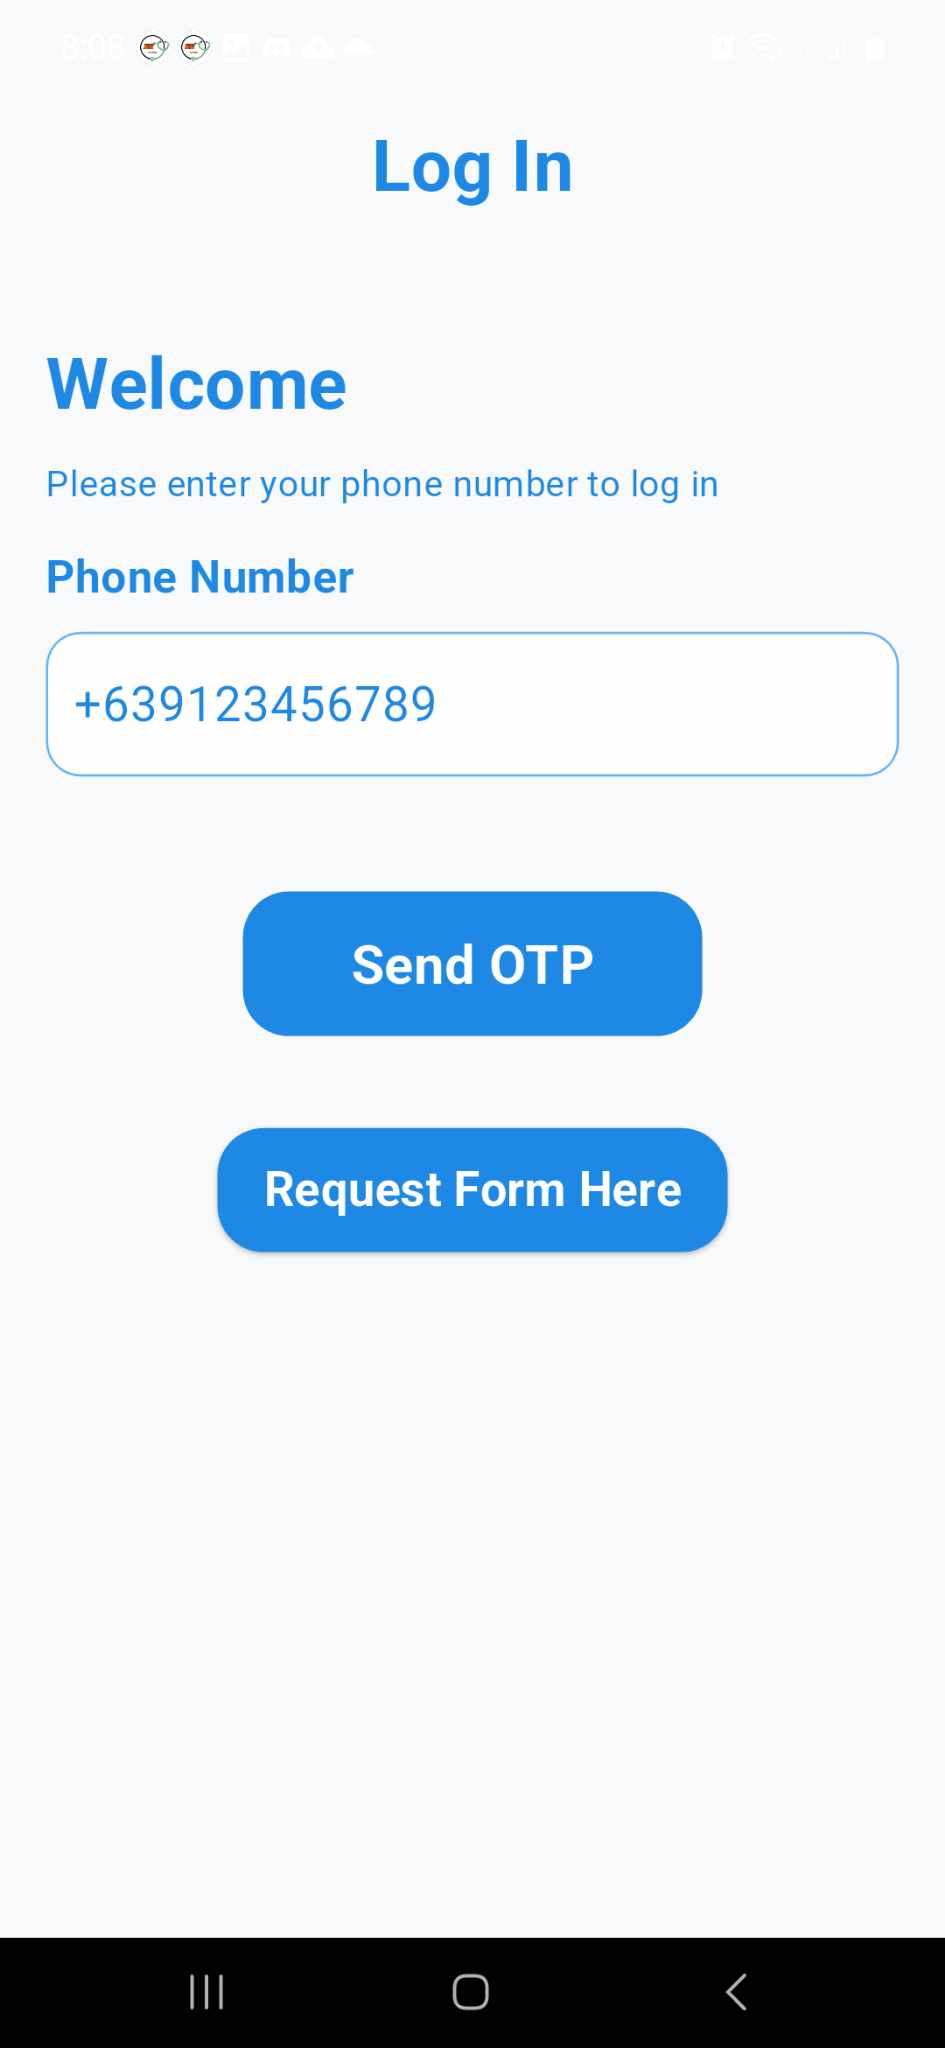 8:08
Log In
Welcome
Please enter your phone number to log in
Phone Number
+639123456789
Send OTP
Request Form Here